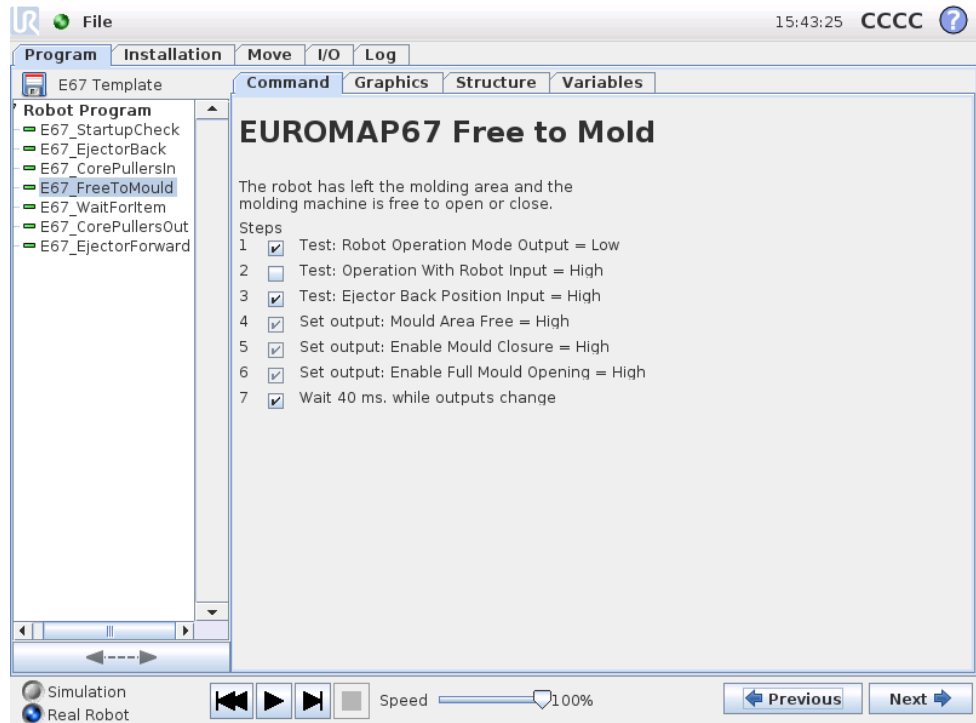 UR File 15:43:25 CCCC ?
Program Installation Move I/O Log
E67 Template
Command Graphics Structure Variables
Robot Program
E67_StartupCheck
E67_EjectorBack
E67_CorePullersIn
E67_FreeToMould
E67_WaitForItem
E67_CorePullersOut
E67_EjectorForward
EUROMAP67 Free to Mold
The robot has left the molding area and the
molding machine is free to open or close.
Steps
1 Test: Robot Operation Mode Output = Low
2 Test: Operation With Robot Input = High
3 Test: Ejector Back Position Input = High
4 Set output: Mould Area Free = High
5 Set output: Enable Mould Closure = High
6 Set output: Enable Full Mould Opening = High
7 Wait 40 ms. while outputs change
Simulation
Real Robot
Speed 100%
Previous Next